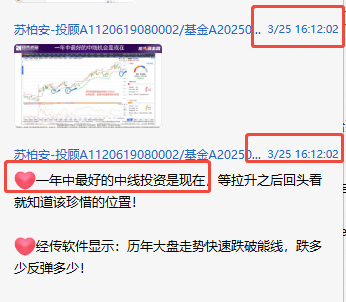 苏柏安-投顾A1120619080002/基金A20250... 3/25 16:12:02
一年中最好的中线机会是现在
苏柏安-投顾A1120619080002/基金A20250... 3/25 16:12:02
一年中最好的中线投资是现在，等拉升之后回头看
就知道该珍惜的位置！
经传软件显示：历年大盘走势快速跌破能线，跌多
少反弹多少！